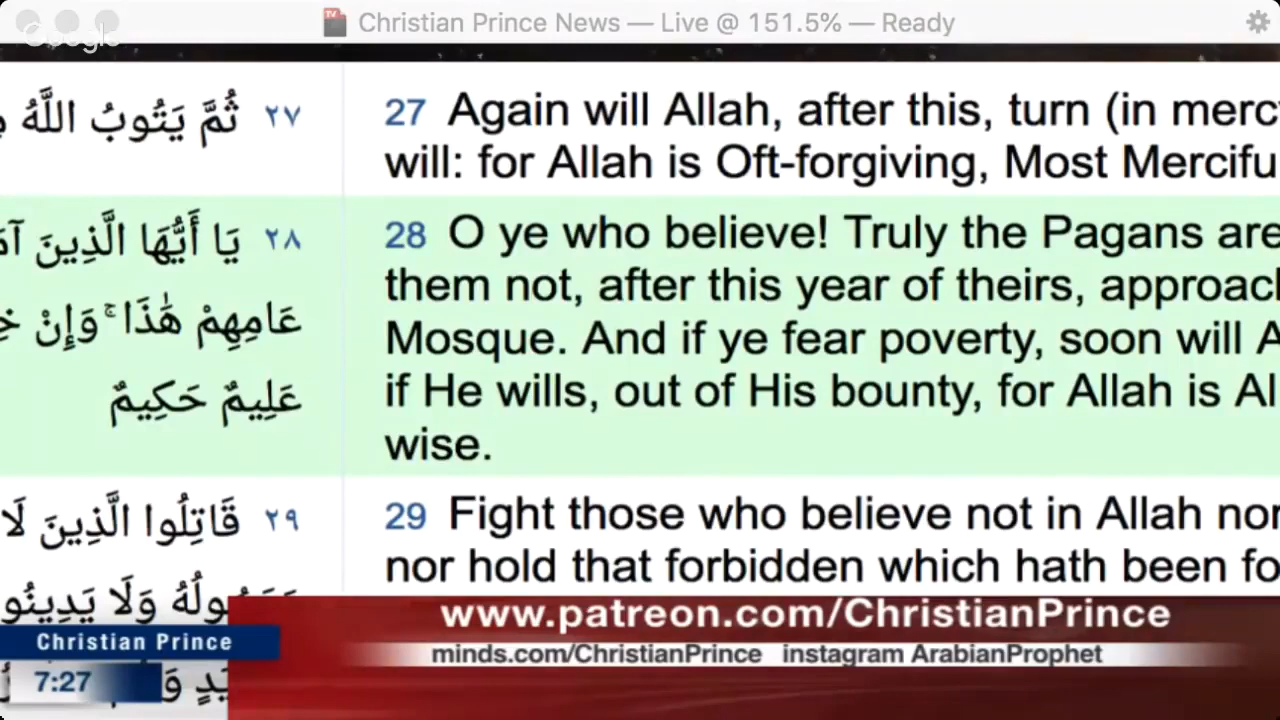 Christian Prince News — Live @ 151.5% — Ready
Google
٢٧ ثُمَّ يَتُوبُ اللَّهُ
27 Again will Allah, after this, turn (in merc
will: for Allah is Oft-forgiving, Most Mercifu
٢٨ يَا أَيُّهَا الَّذِينَ آمَ
عَامِهِمْ هَٰذَا ۚ وَإِنْ خِ
عَلِيمٌ حَكِيمٌ
28 O ye who believe! Truly the Pagans are
them not, after this year of theirs, approach
Mosque. And if ye fear poverty, soon will A
if He wills, out of His bounty, for Allah is Al
wise.
٢٩ قَاتِلُوا الَّذِينَ لَا
وَلَا يَدِينُو
29 Fight those who believe not in Allah nor
nor hold that forbidden which hath been fo
www.patreon.com/ChristianPrince
minds.com/ChristianPrince instagram ArabianProphet
Christian Prince
7:27